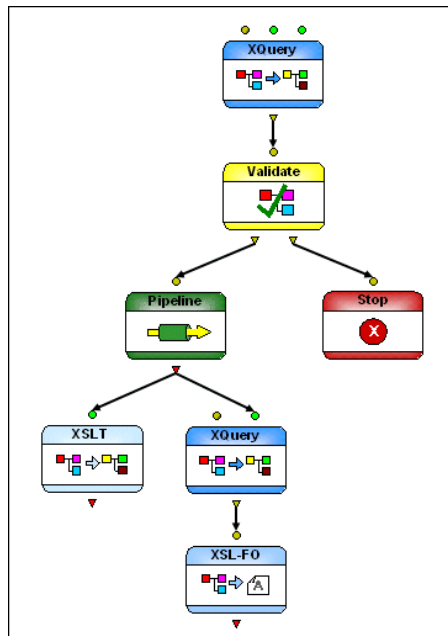 XQuery
Validate
Pipeline
Stop
X
XSLT
XQuery
XSL-FO
A